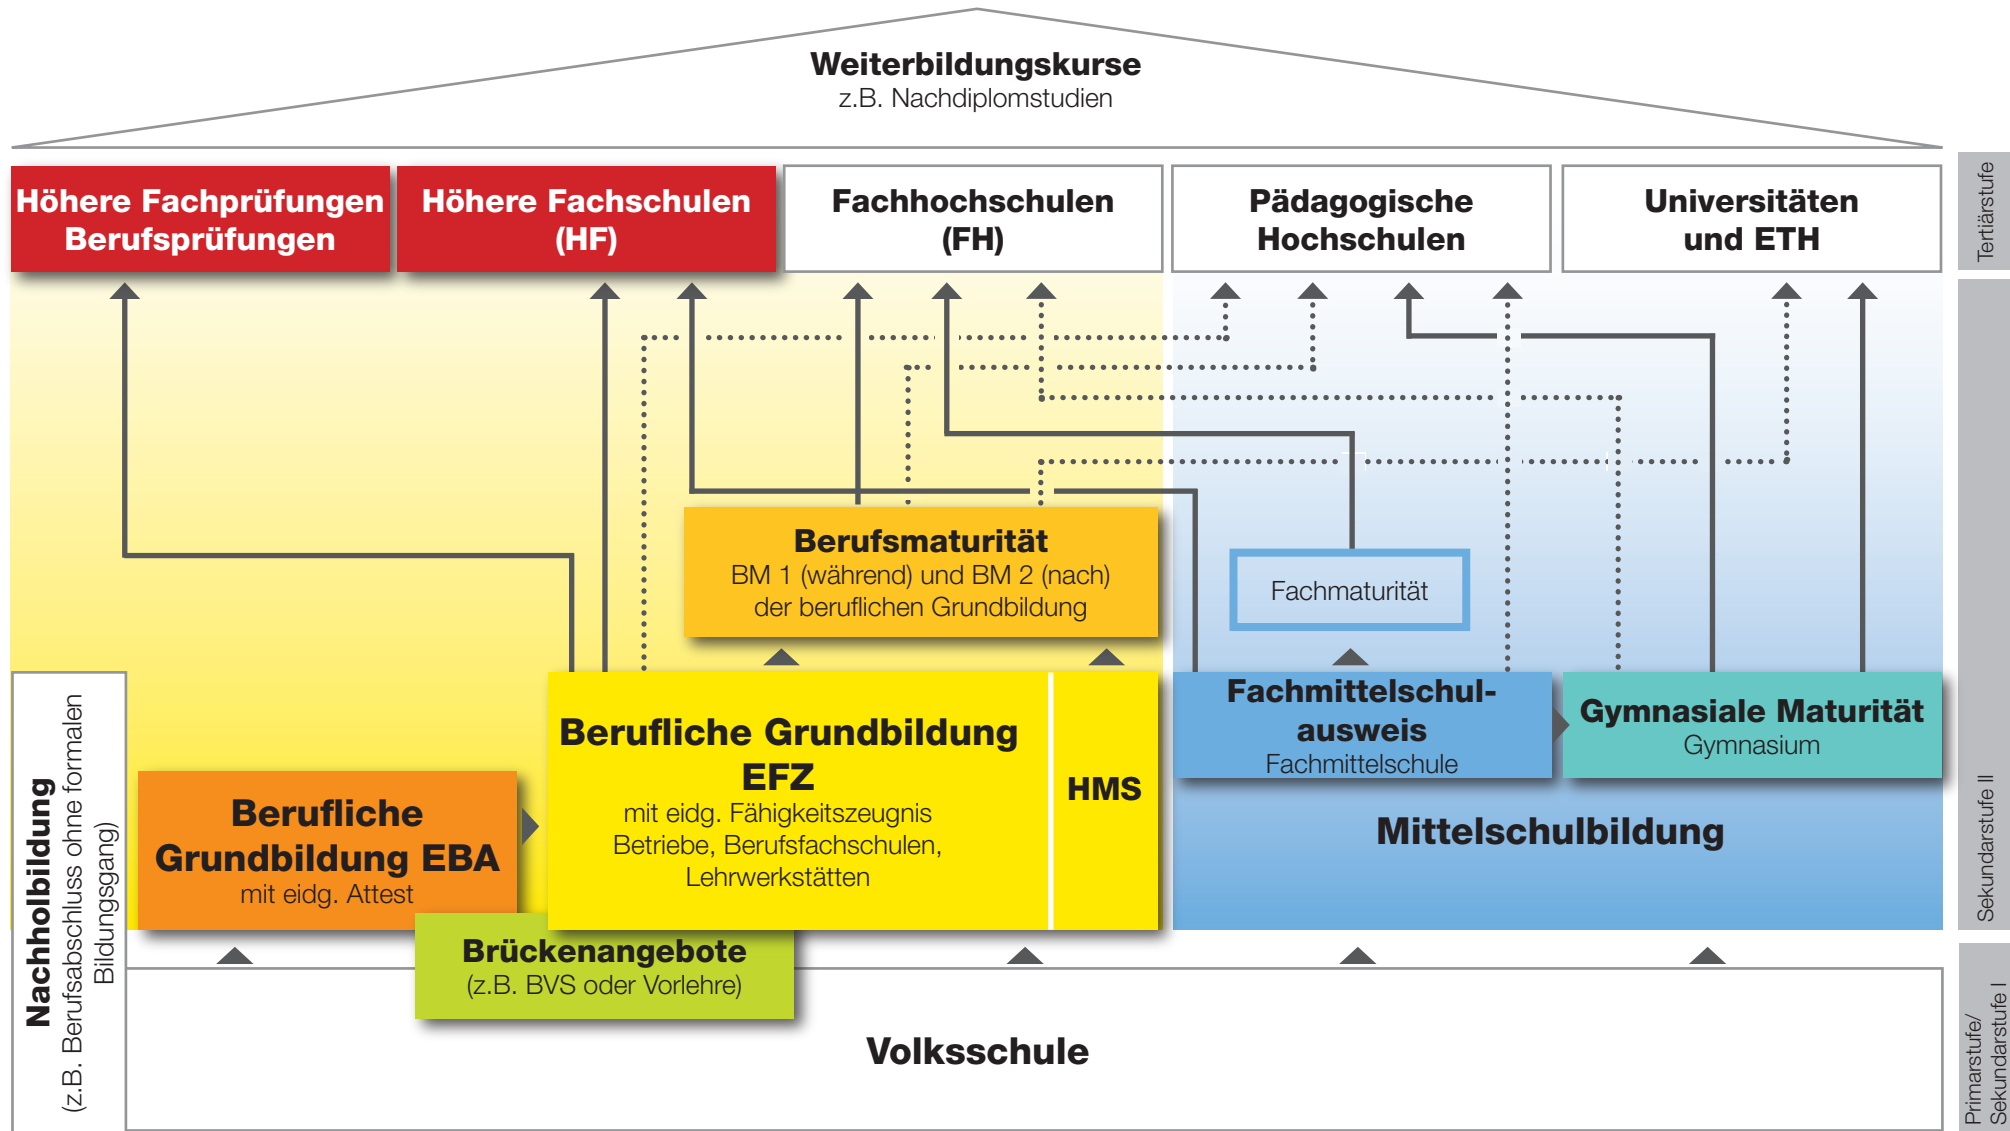 Weiterbildungskurse
z.B. Nachdiplomstudien
Höhere Fachprüfungen
Berufsprüfungen
Höhere Fachschulen
(HF)
Fachhochschulen
(FH)
Pädagogische
Hochschulen
Universitäten
und ETH
Tertiärstufe
Berufsmaturität
BM 1 (während) und BM 2 (nach)
der beruflichen Grundbildung
Fachmaturität
Berufliche Grundbildung
EFZ
mit eidg. Fähigkeitszeugnis
Betriebe, Berufsfachschulen,
Lehrwerkstätten
HMS
Fachmittelschul-
ausweis
Fachmittelschule
Gymnasiale Maturität
Gymnasium
Mittelschulbildung
Sekundarstufe II
Berufliche
Grundbildung EBA
mit eidg. Attest
Nachholbildung
(z.B. Berufsabschluss ohne formalen
Bildungsgang)
Brückenangebote
(z.B. BVS oder Vorlehre)
Volksschule
Primarstufe/
Sekundarstufe I